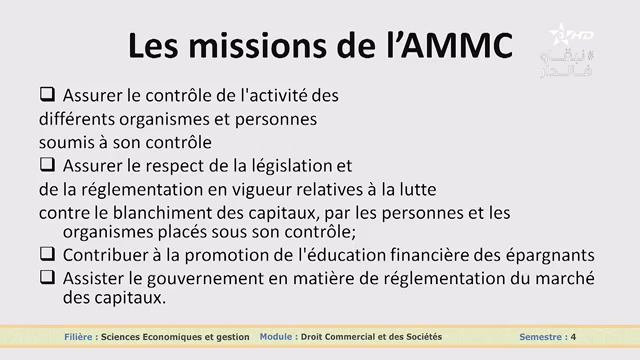 Les missions de l'AMMC
HD
#نبقاو
فالدار
❑ Assurer le contrôle de l'activité des
différents organismes et personnes
soumis à son contrôle
❑ Assurer le respect de la législation et
de la réglementation en vigueur relatives à la lutte
contre le blanchiment des capitaux, par les personnes et les
organismes placés sous son contrôle;
❑ Contribuer à la promotion de l'éducation financière des épargnants
❑ Assister le gouvernement en matière de réglementation du marché
des capitaux.
Filière : Sciences Economiques et gestion Module : Droit Commercial et des Sociétés Semestre : 4